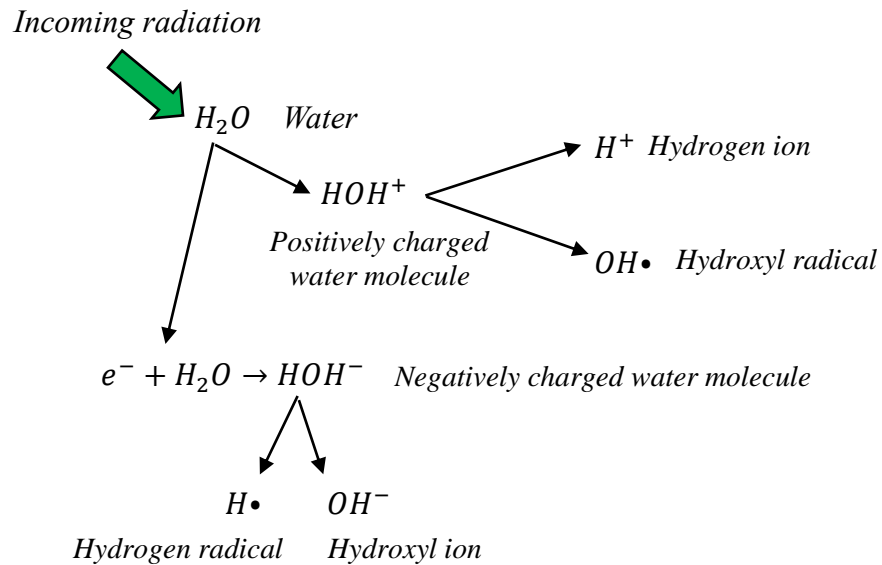 Incoming radiation
H₂O Water
H⁺ Hydrogen ion
HOH⁺
Positively charged
water molecule
OH• Hydroxyl radical
e⁻ + H₂O → HOH⁻ Negatively charged water molecule
H• OH⁻
Hydrogen radical Hydroxyl ion